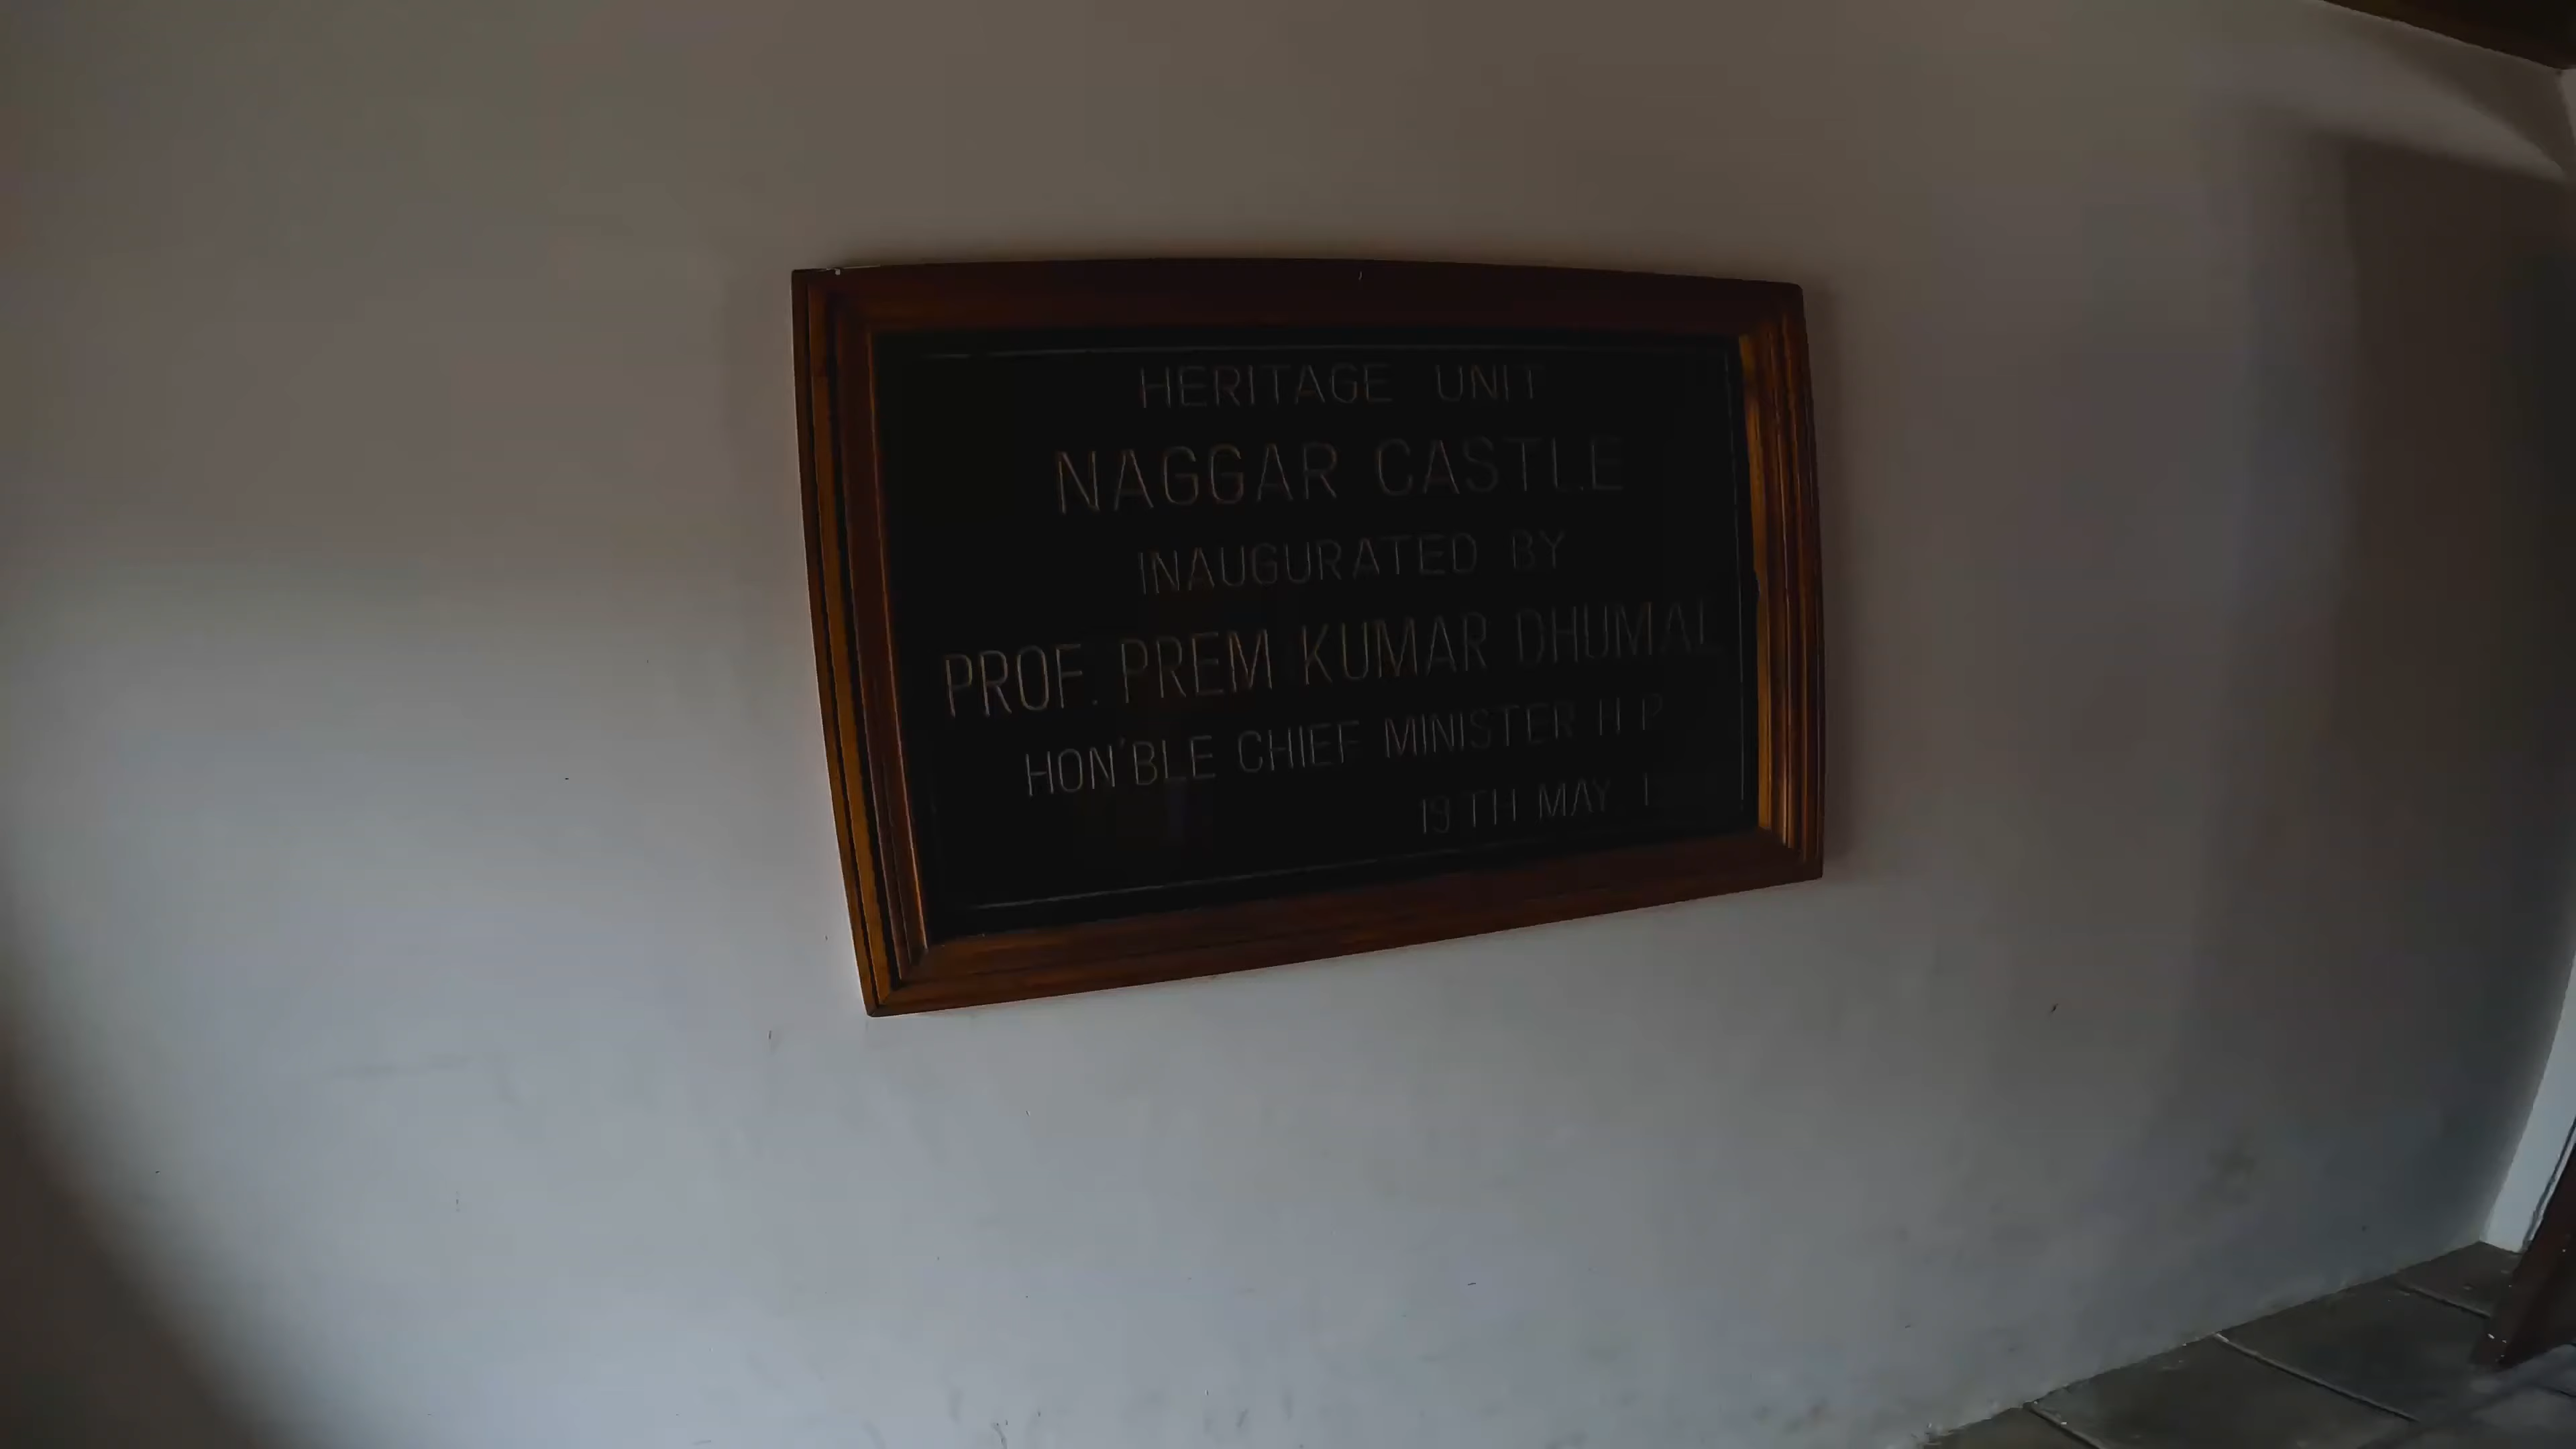 HERITAGE UNIT
NAGGAR CASTLE
INAUGURATED BY
PROF. PREM KUMAR DHUMAL
HON'BLE CHIEF MINISTER H P
19TH MAY